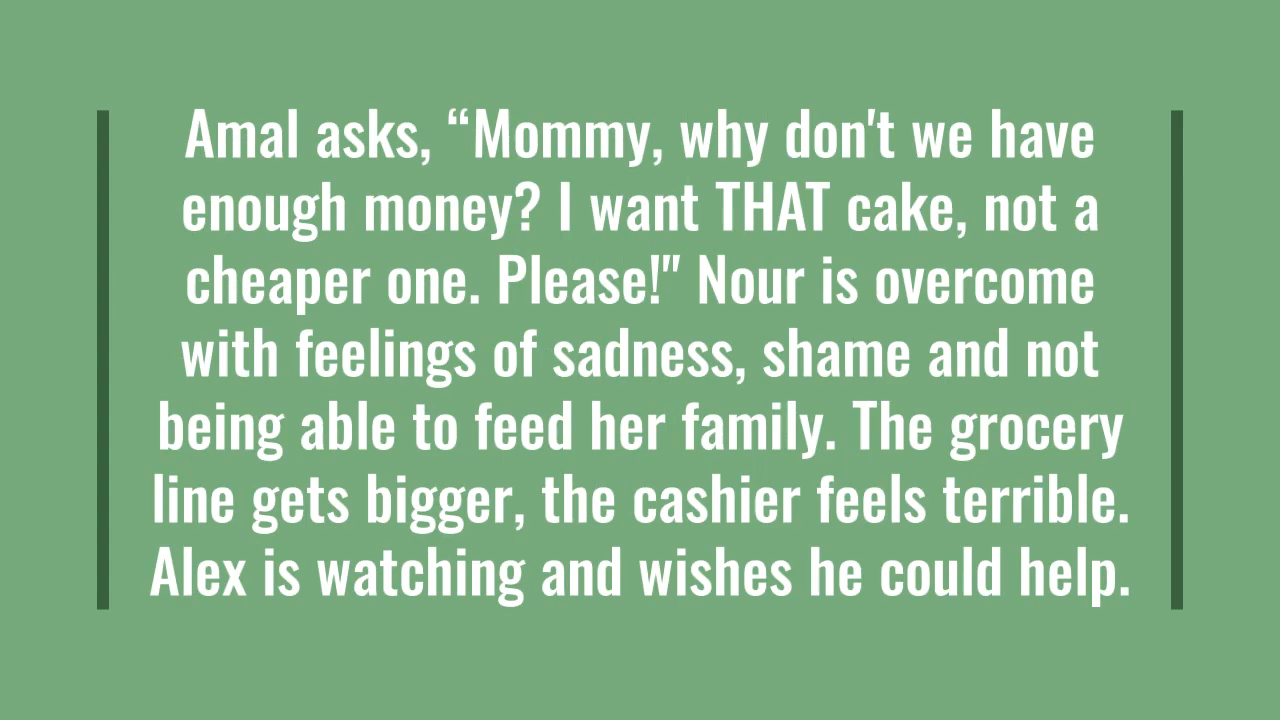 Amal asks, “Mommy, why don't we have
enough money? I want THAT cake, not a
cheaper one. Please!" Nour is overcome
with feelings of sadness, shame and not
being able to feed her family. The grocery
line gets bigger, the cashier feels terrible.
Alex is watching and wishes he could help.